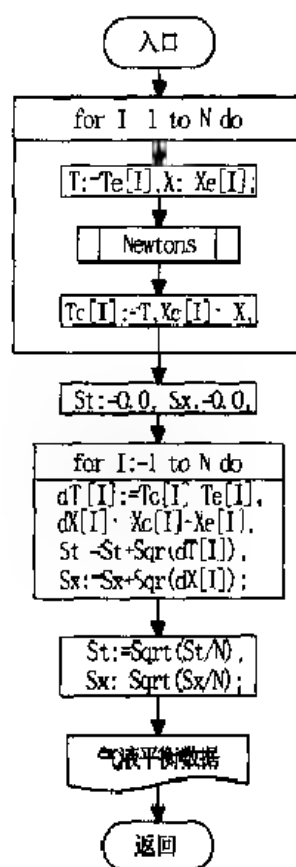 入口
for I 1 to N do
T:-Te[I],X: Xe[I];
Newtons
Tc[I]:-T,Xc[I]- X,
St:-0.0, Sx.-0.0,
for I:-1 to N do
dT[I]:=Tc[I] Te[I],
dX[I]- Xc[I]-Xe[I],
St -St+Sqr(dT[I]),
Sx:=Sx+Sqr(dX[I]);
St:=Sqrt(St/N),
Sx: Sqrt(Sx/N);
气液平衡数据
返回